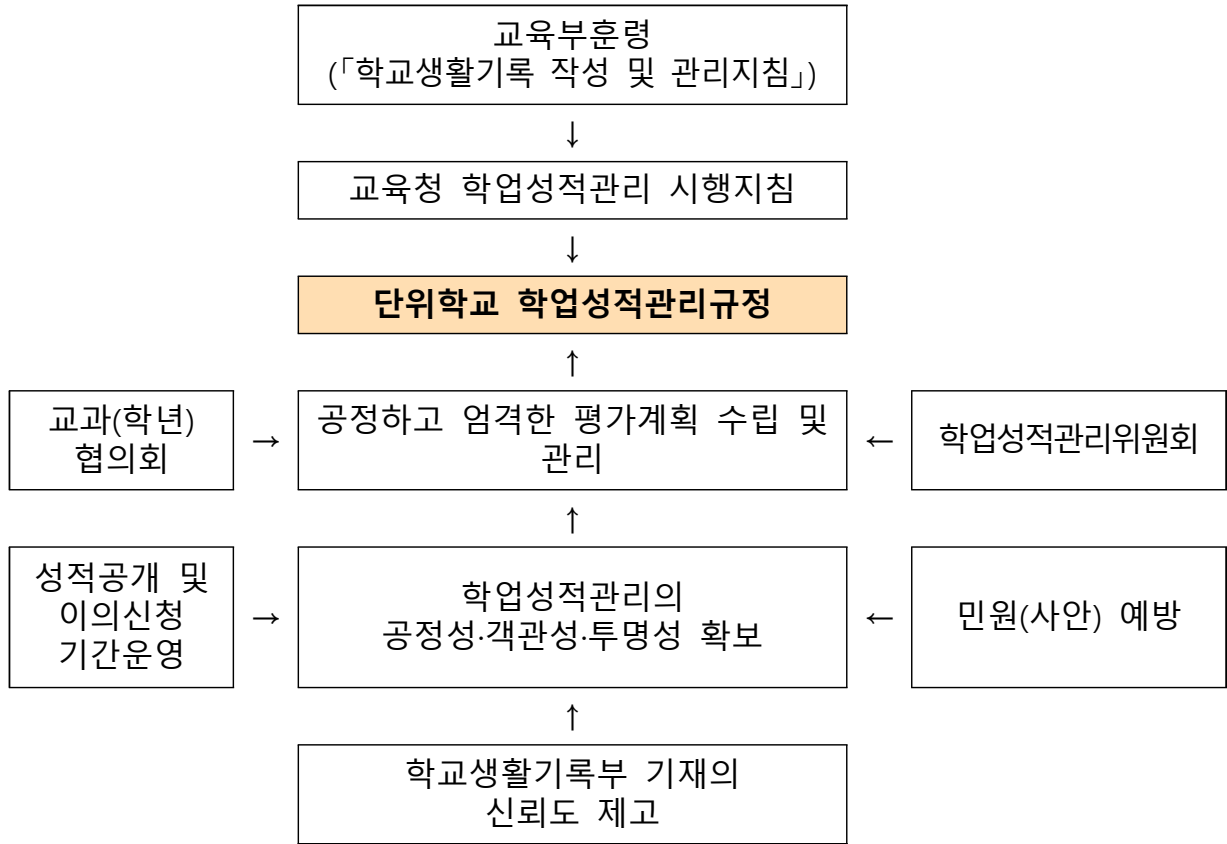 교육부훈령
(「학교생활기록 작성 및 관리지침」)
↓
교육청 학업성적관리 시행지침
↓
단위학교 학업성적관리규정
↑
교과(학년)
협의회
→
공정하고 엄격한 평가계획 수립 및
관리
←
학업성적관리위원회
↑
성적공개 및
이의신청
기간운영
→
학업성적관리의
공정성·객관성·투명성 확보
←
민원(사안) 예방
↑
학교생활기록부 기재의
신뢰도 제고